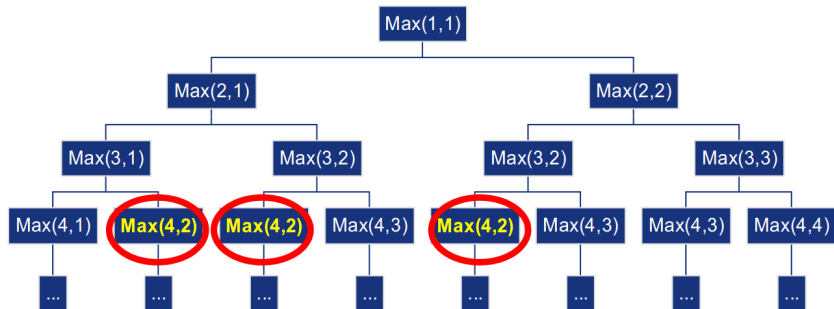 Max(1,1)
Max(2,1) Max(2,2)
Max(3,1) Max(3,2) Max(3,2) Max(3,3)
Max(4,1) Max(4,2) Max(4,2) Max(4,3) Max(4,2) Max(4,3) Max(4,3) Max(4,4)
... ... ... ... ... ... ... ...